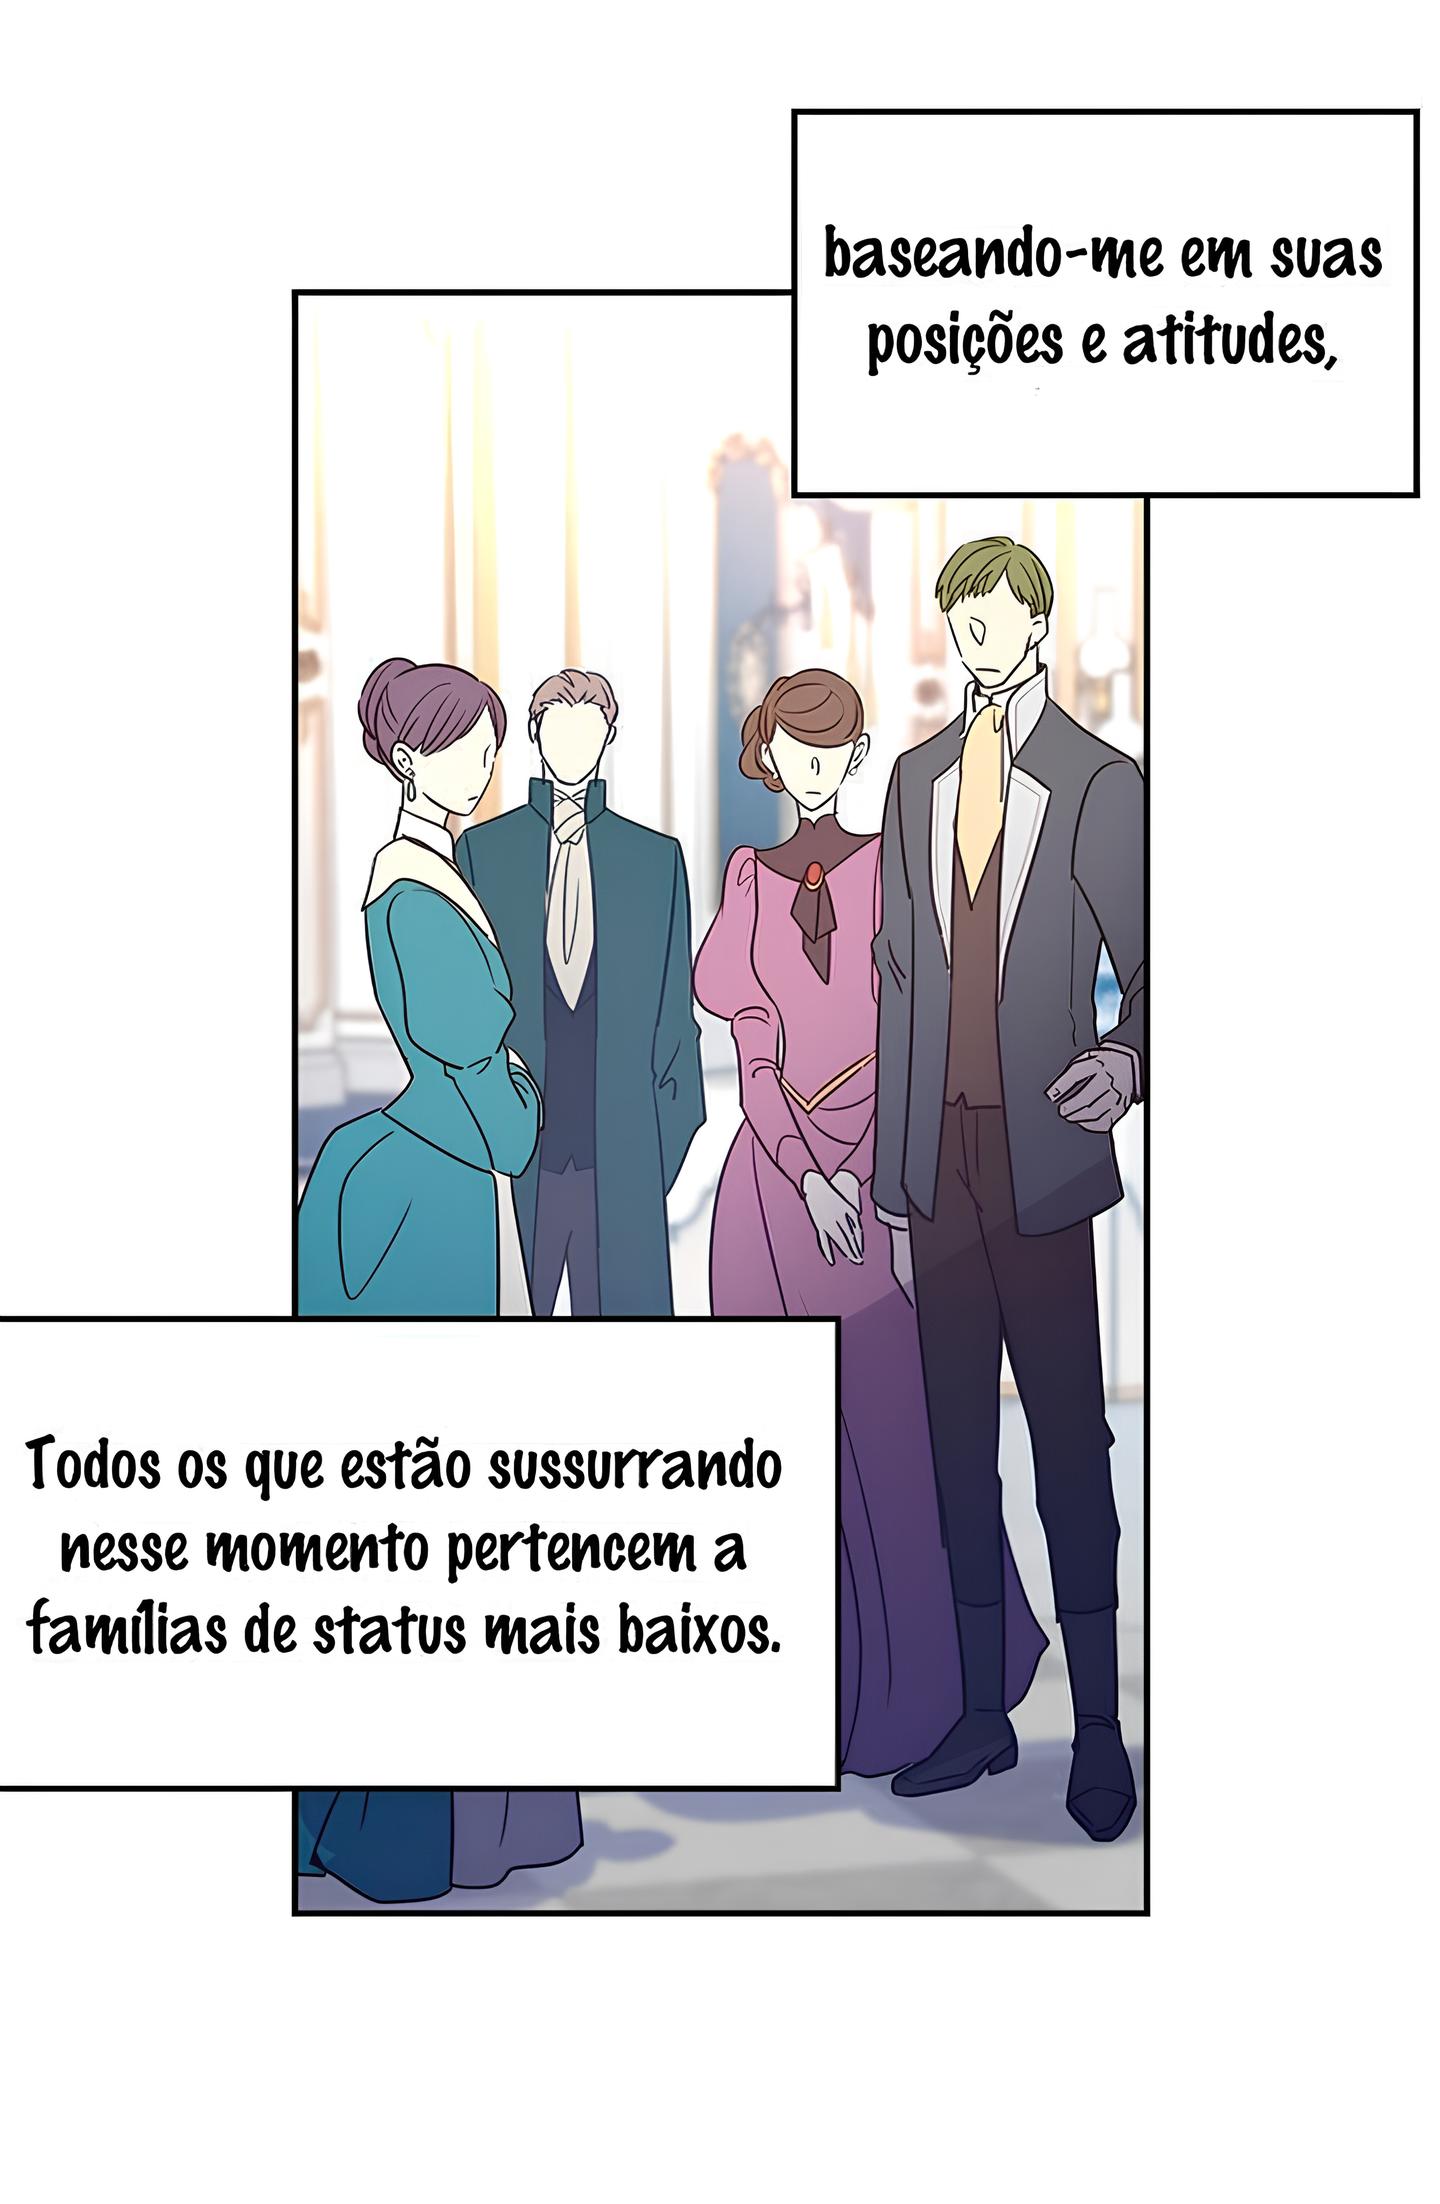 baseando-me em suas
posições e atitudes,
Todos os que estão sussurrando
nesse momento pertencem a
famílias de status mais baixos.